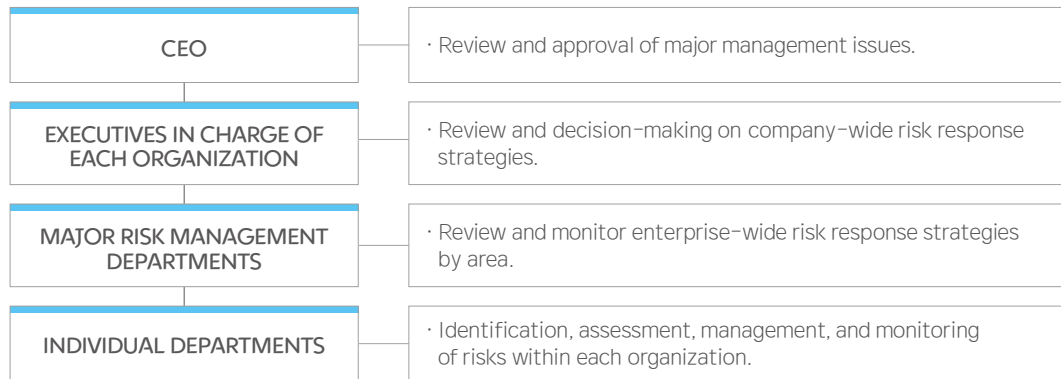 CEO
· Review and approval of major management issues.
EXECUTIVES IN CHARGE OF
EACH ORGANIZATION
· Review and decision-making on company-wide risk response
strategies.
MAJOR RISK MANAGEMENT
DEPARTMENTS
· Review and monitor enterprise-wide risk response strategies
by area.
INDIVIDUAL DEPARTMENTS
· Identification, assessment, management, and monitoring
of risks within each organization.